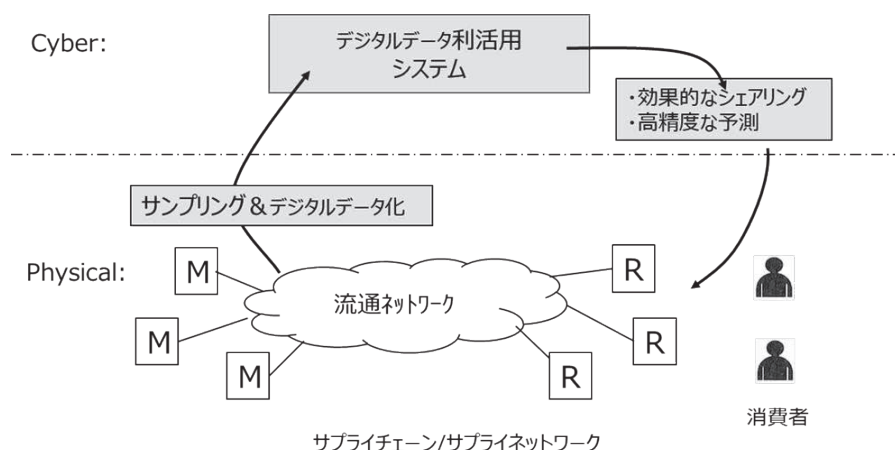 Cyber:
デジタルデータ利活用
システム
・効果的なシェアリング
・高精度な予測
サンプリング＆デジタルデータ化
Physical:
M
R
流通ネットワーク
M
R
M
R
消費者
サプライチェーン/サプライネットワーク